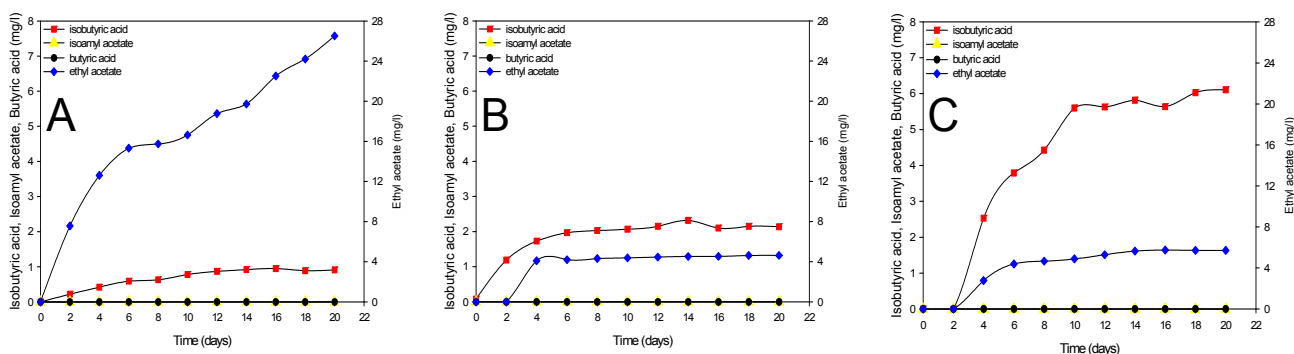 A
isobutyric acid
isoamyl acetate
butyric acid
ethyl acetate
Isobutyric acid, Isoamyl acetate, Butyric acid (mg/l)
8
7
6
5
4
3
2
1
0
28
24
20
16
12
8
4
0
Ethyl acetate (mg/l)
0 2 4 6 8 10 12 14 16 18 20 22
Time (days)
B
isobutyric acid
isoamyl acetate
butyric acid
ethyl acetate
Isobutyric acid, Isoamyl acetate, Butyric acid (mg/l)
8
7
6
5
4
3
2
1
0
28
24
20
16
12
8
4
0
Ethyl acetate (mg/l)
0 2 4 6 8 10 12 14 16 18 20 22
Time (days)
C
isobutyric acid
isoamyl acetate
butyric acid
ethyl acetate
Isobutyric acid, Isoamyl acetate, Butyric acid (mg/l)
8
7
6
5
4
3
2
1
0
28
24
20
16
12
8
4
0
Ethyl acetate (mg/l)
0 2 4 6 8 10 12 14 16 18 20 22
Time (days)